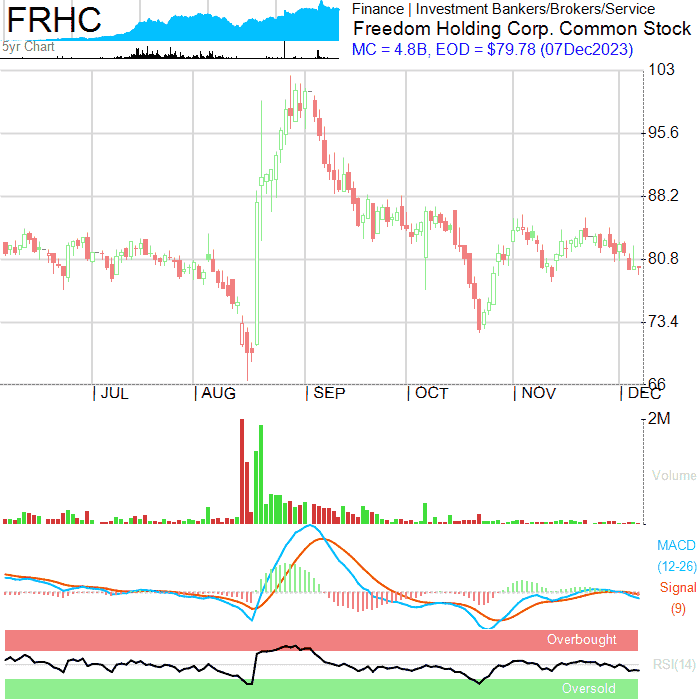 FRHC
5yr Chart
Finance | Investment Bankers/Brokers/Service
Freedom Holding Corp. Common Stock
MC = 4.8B, EOD = $79.78 (07Dec2023)
103
95.6
88.2
80.8
73.4
66
JUL AUG SEP OCT NOV DEC
2M
Volume
MACD
(12-26)
Signal
(9)
Overbought
RSI(14)
Oversold